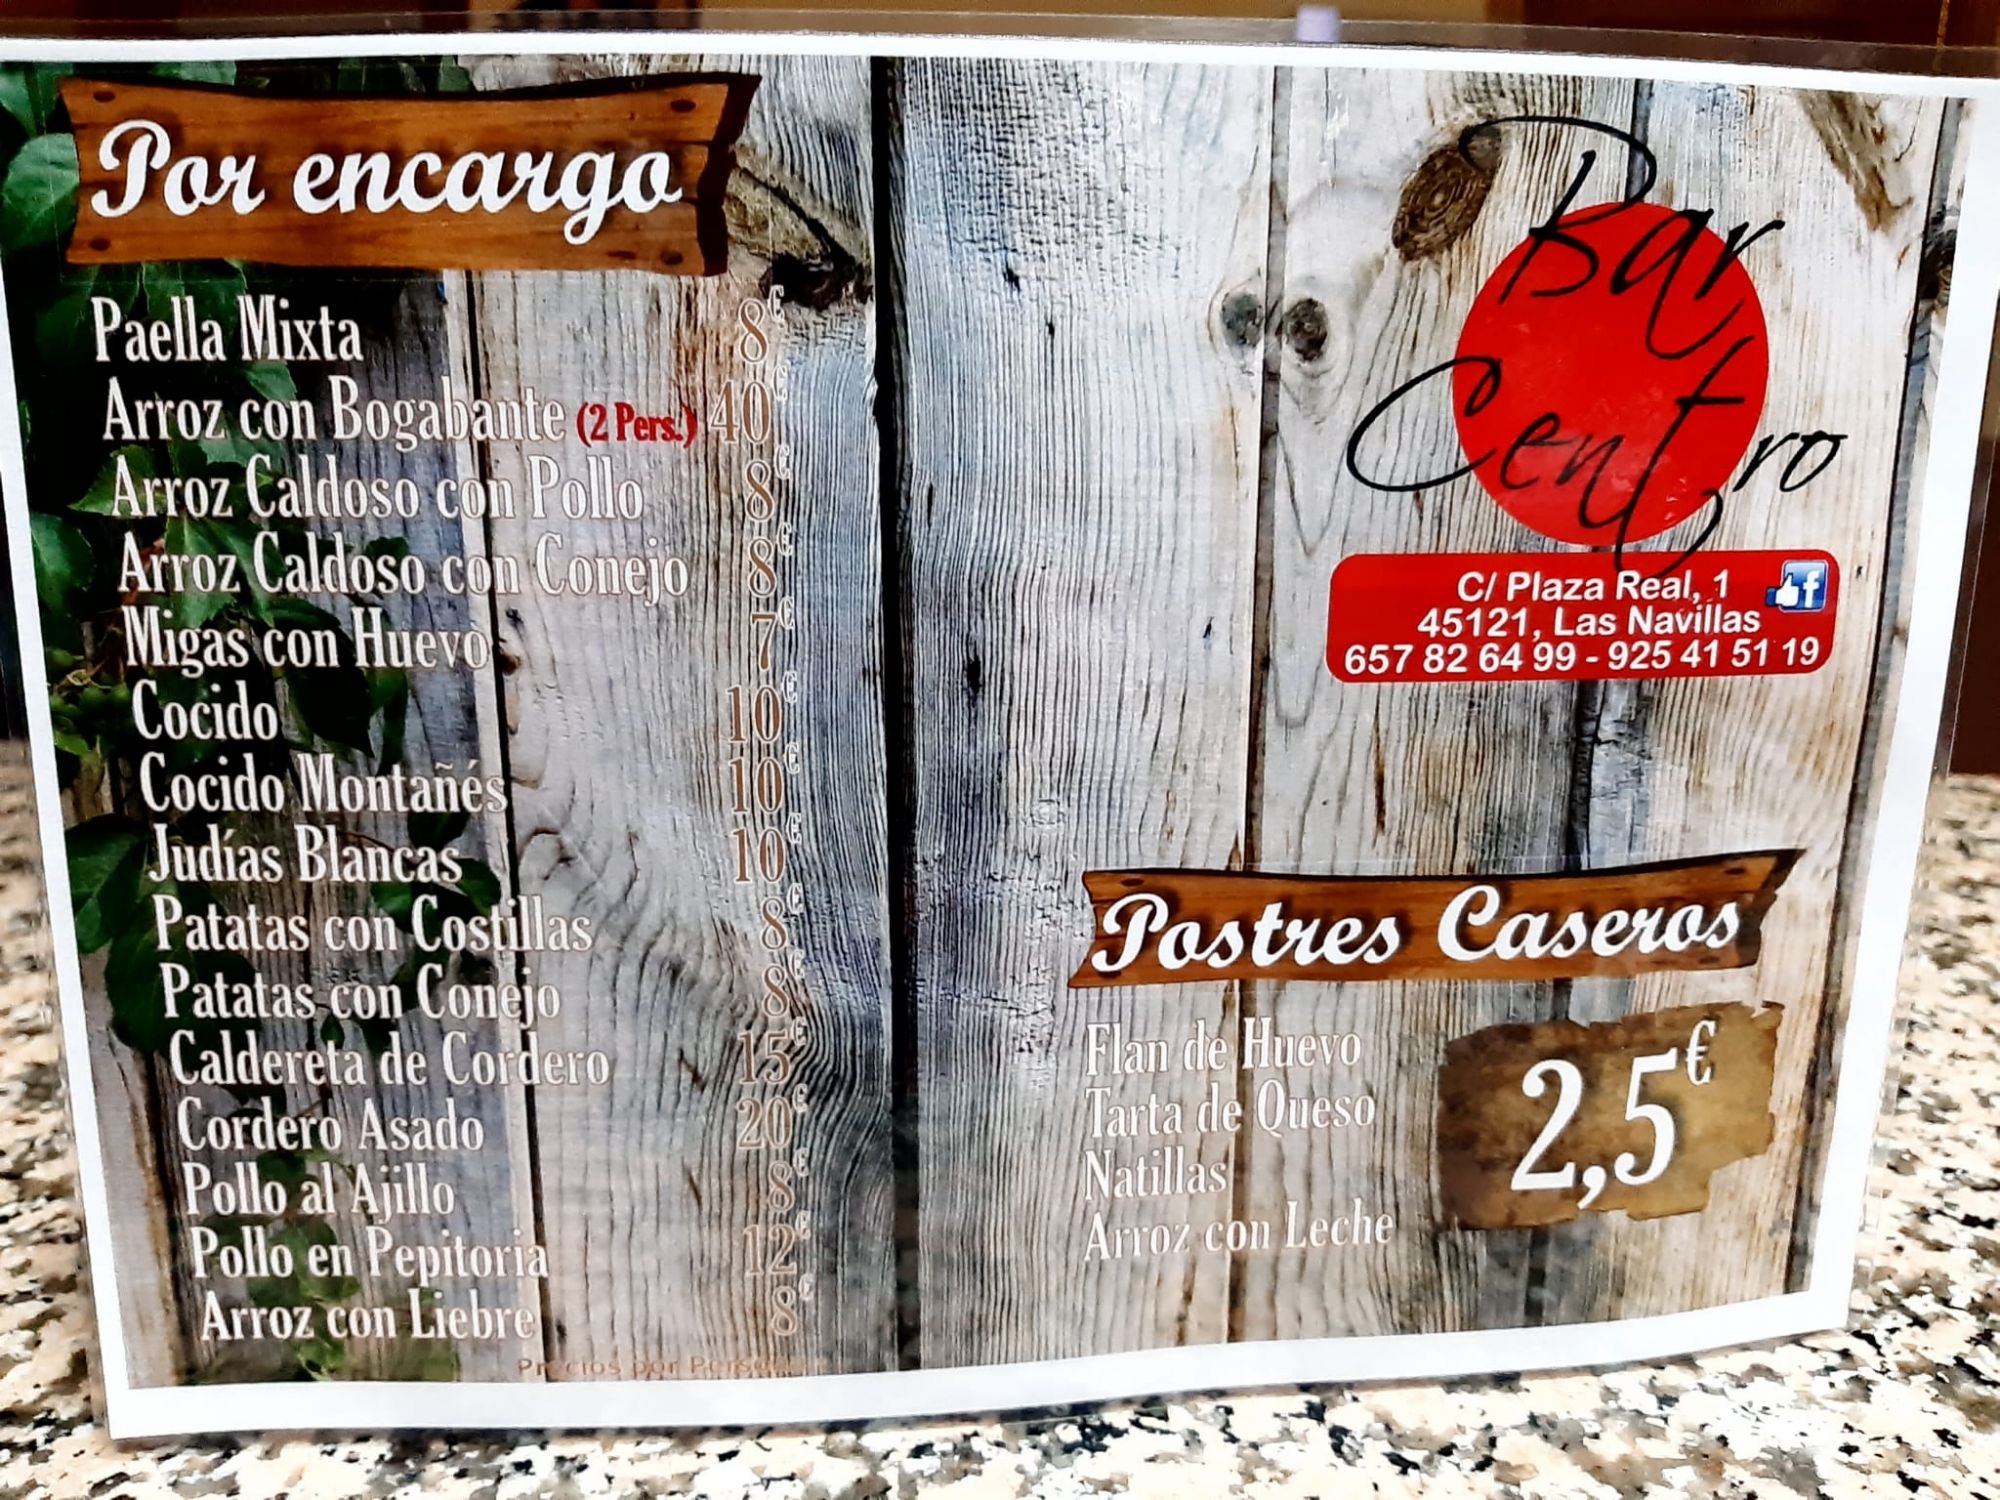 Por encargo
Paella Mixta 8€
Arroz con Bogabante (2 Pers.) 40€
Arroz Caldoso con Pollo 8€
Arroz Caldoso con Conejo 8€
Migas con Huevo 7€
Cocido 10€
Cocido Montañés 10€
Judías Blancas 10€
Patatas con Costillas 8€
Patatas con Conejo 8€
Caldereta de Cordero 15€
Cordero Asado 20€
Pollo al Ajillo 8€
Pollo en Pepitoria 12€
Arroz con Liebre 8€
Precios por Persona
Bar
Centro
C/ Plaza Real, 1
45121, Las Navillas
657 82 64 99 - 925 41 51 19
Postres Caseros
Flan de Huevo
Tarta de Queso
Natillas
Arroz con Leche
2,5€